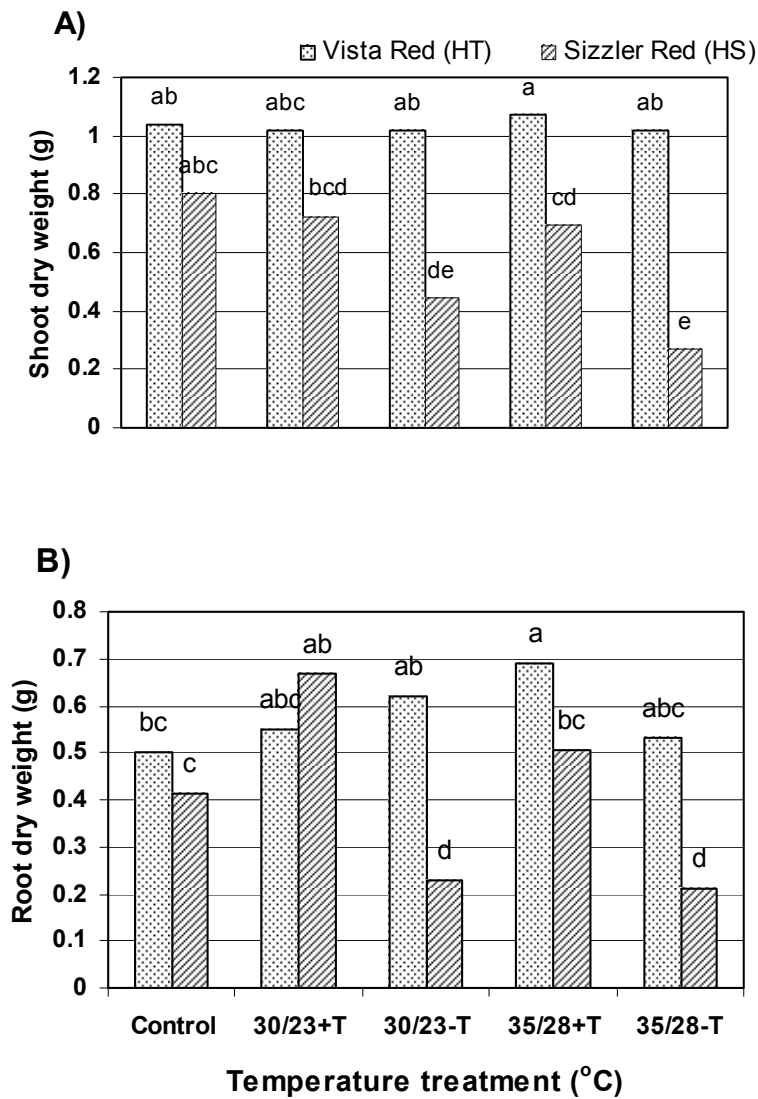 A)
Vista Red (HT) Sizzler Red (HS)
Shoot dry weight (g)
1.2
1
0.8
0.6
0.4
0.2
0
ab abc ab a ab
abc bcd de cd e
B)
Root dry weight (g)
0.8
0.7
0.6
0.5
0.4
0.3
0.2
0.1
0
bc abc ab a abc
c ab d bc d
Control 30/23+T 30/23-T 35/28+T 35/28-T
Temperature treatment (°C)